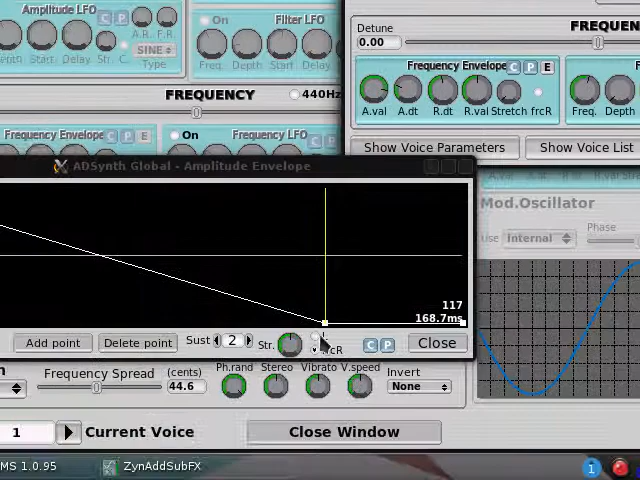 Amplitude LFO
C P
Depth Start Delay Str. C.
A.R. F.R.
SINE
Type
On
Filter LFO
Freq. Depth Start Delay
FREQUENCY
440Hz
Frequency Envelope C P E
On
Frequency LFO
FREQUEN
Detune
0.00
Frequency Envelope C P E
A.val A.dt R.dt R.val Stretch frcR
Freq. Depth
Show Voice Parameters
Show Voice List
ADSynth Global - Amplitude Envelope
117
168.7ms
Add point
Delete point
Sust 2
Str.
frcR
C P
Close
Mod.Oscillator
Use Internal
Phase
Frequency Spread
(cents)
44.6
Ph.rand Stereo Vibrato V.speed
Invert
None
1
Current Voice
Close Window
MS 1.0.95
ZynAddSubFX
1